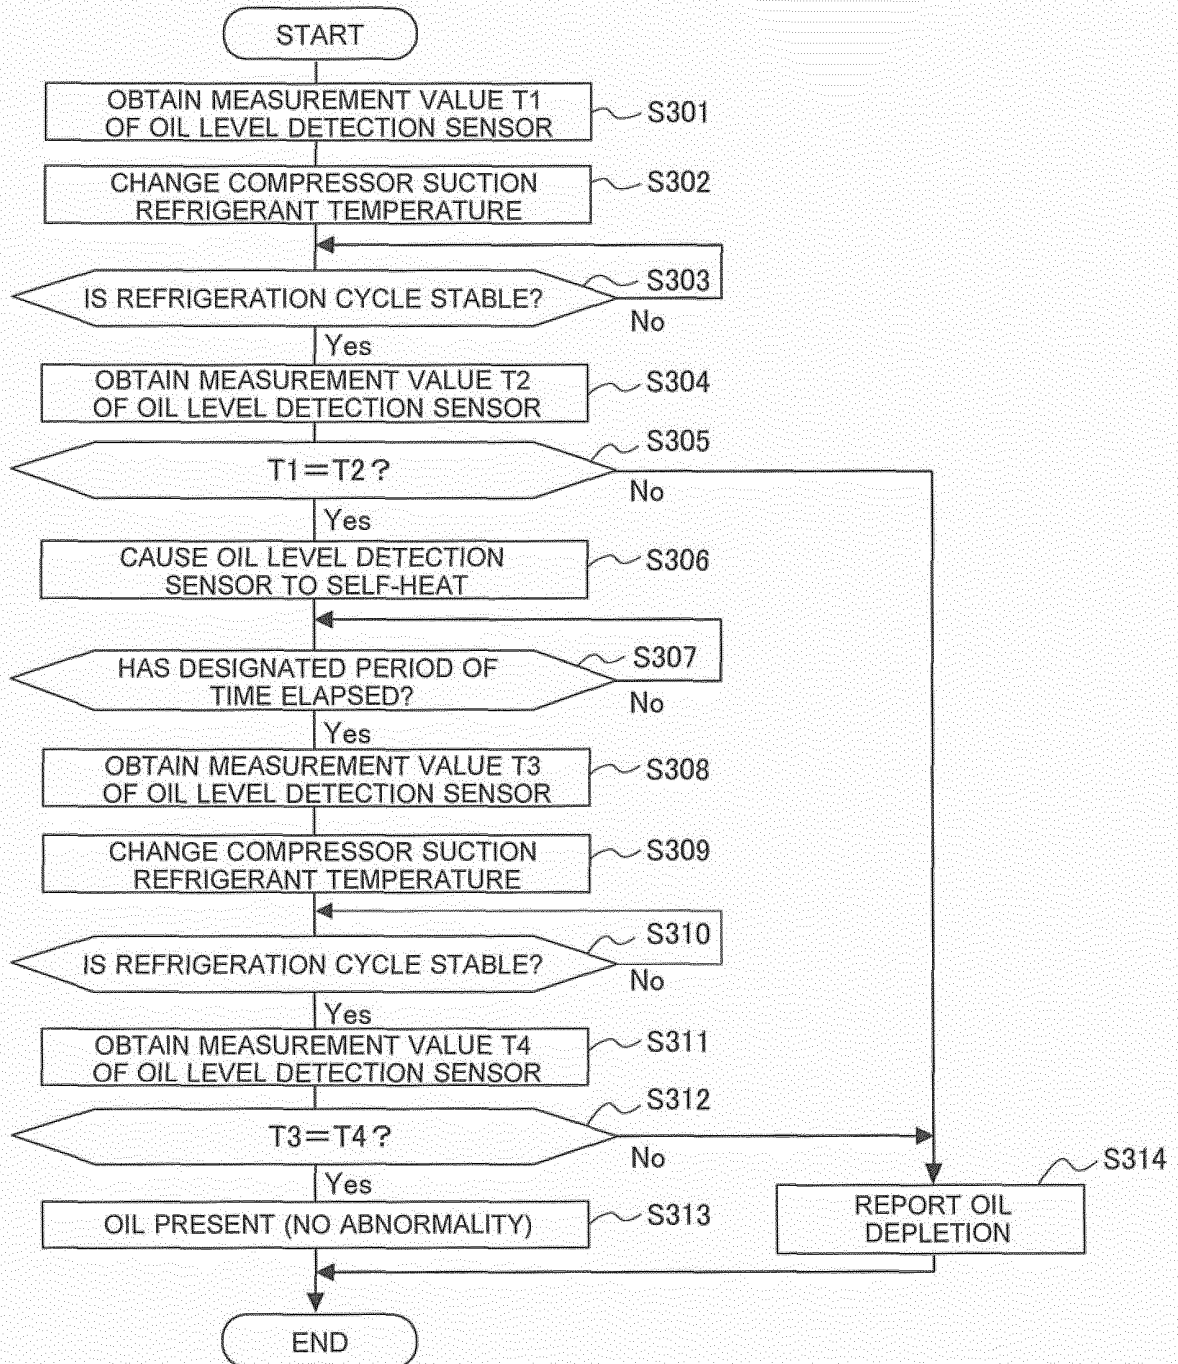 START
OBTAIN MEASUREMENT VALUE T1
OF OIL LEVEL DETECTION SENSOR
S301
CHANGE COMPRESSOR SUCTION
REFRIGERANT TEMPERATURE
S302
IS REFRIGERATION CYCLE STABLE?
S303
No
Yes
OBTAIN MEASUREMENT VALUE T2
OF OIL LEVEL DETECTION SENSOR
S304
T1=T2?
S305
No
Yes
CAUSE OIL LEVEL DETECTION
SENSOR TO SELF-HEAT
S306
HAS DESIGNATED PERIOD OF
TIME ELAPSED?
S307
No
Yes
OBTAIN MEASUREMENT VALUE T3
OF OIL LEVEL DETECTION SENSOR
S308
CHANGE COMPRESSOR SUCTION
REFRIGERANT TEMPERATURE
S309
IS REFRIGERATION CYCLE STABLE?
S310
No
Yes
OBTAIN MEASUREMENT VALUE T4
OF OIL LEVEL DETECTION SENSOR
S311
T3=T4?
S312
No
Yes
OIL PRESENT (NO ABNORMALITY)
S313
REPORT OIL
DEPLETION
S314
END